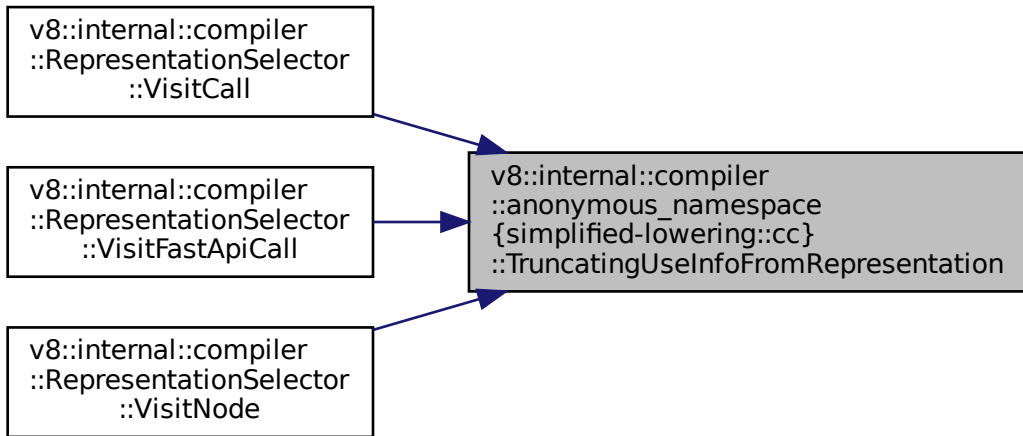 v8::internal::compiler
::RepresentationSelector
::VisitCall
v8::internal::compiler
::RepresentationSelector
::VisitFastApiCall
v8::internal::compiler
::RepresentationSelector
::VisitNode
v8::internal::compiler
::anonymous_namespace
{simplified-lowering::cc}
::TruncatingUseInfoFromRepresentation